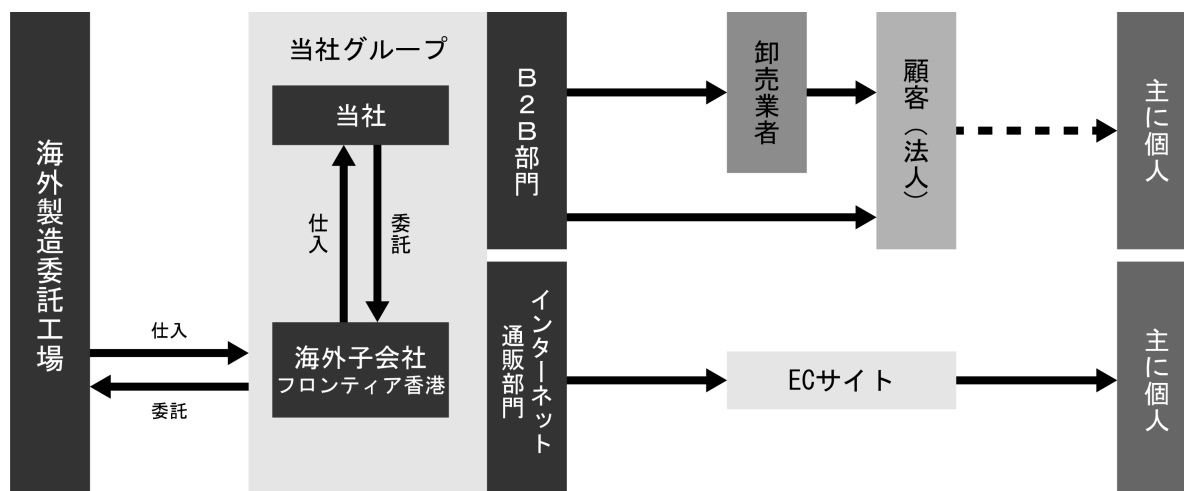 海外製造委託工場
仕入
委託
当社グループ
当社
仕入
委託
海外子会社
フロンティア香港
B2B部門
卸売業者
顧客（法人）
主に個人
インターネット
通販部門
ECサイト
主に個人